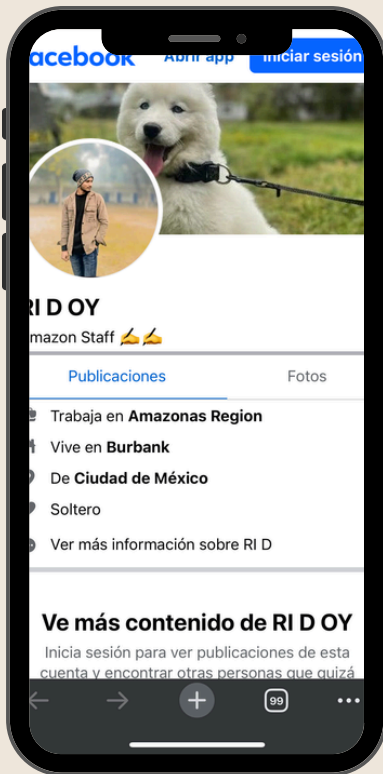 acebook Abrir app Iniciar sesión
RI D OY
mazon Staff ✍️✍️
Publicaciones Fotos
Trabaja en Amazonas Region
Vive en Burbank
De Ciudad de México
Soltero
Ver más información sobre RI D
Ve más contenido de RI D OY
Inicia sesión para ver publicaciones de esta
cuenta y encontrar otras personas que quizá
99